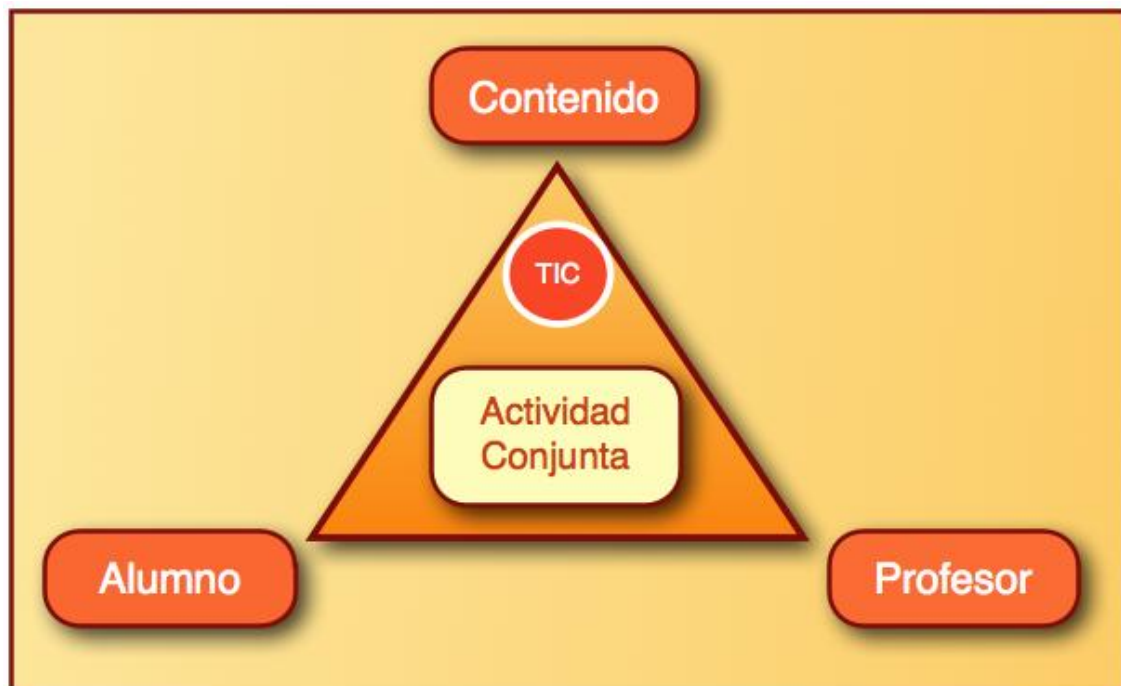 Contenido
TIC
Actividad
Conjunta
Alumno
Profesor